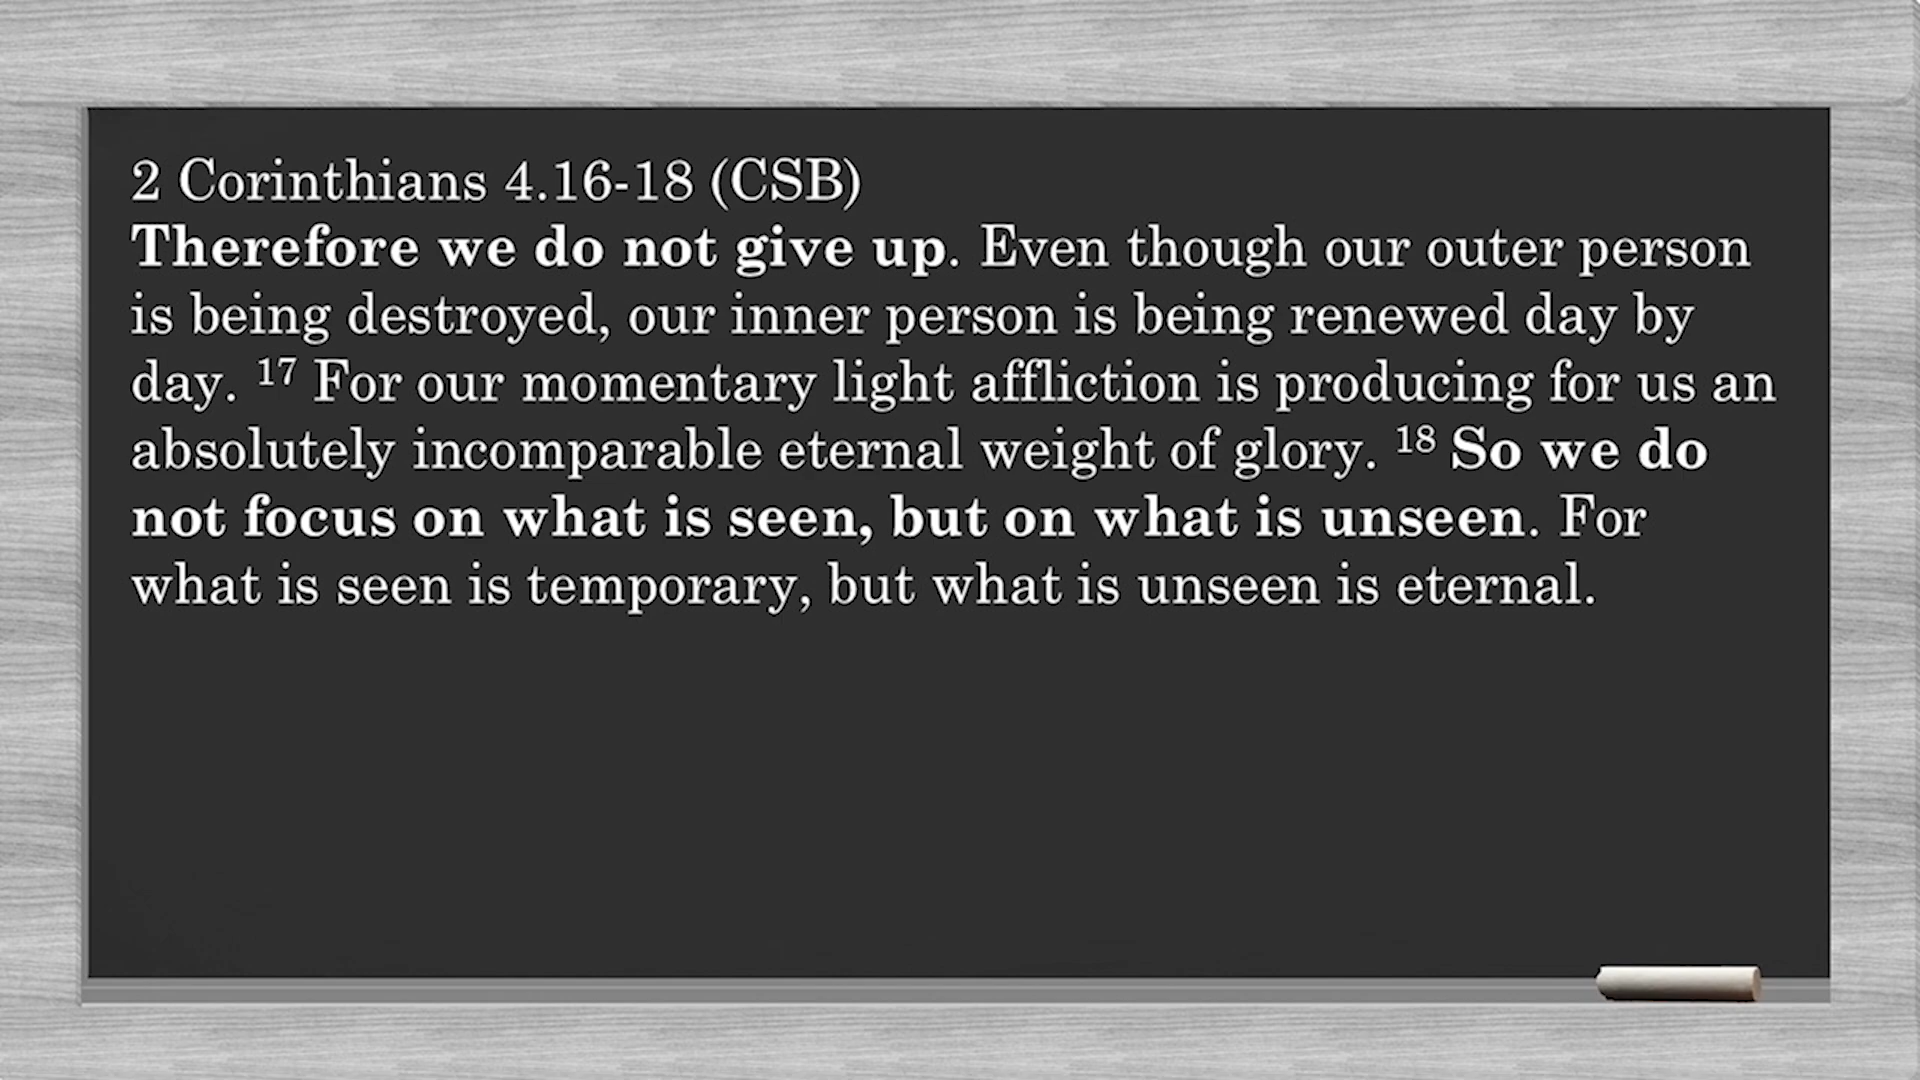 2 Corinthians 4.16-18 (CSB)
Therefore we do not give up. Even though our outer person
is being destroyed, our inner person is being renewed day by
day. 17 For our momentary light affliction is producing for us an
absolutely incomparable eternal weight of glory. 18 So we do
not focus on what is seen, but on what is unseen. For
what is seen is temporary, but what is unseen is eternal.